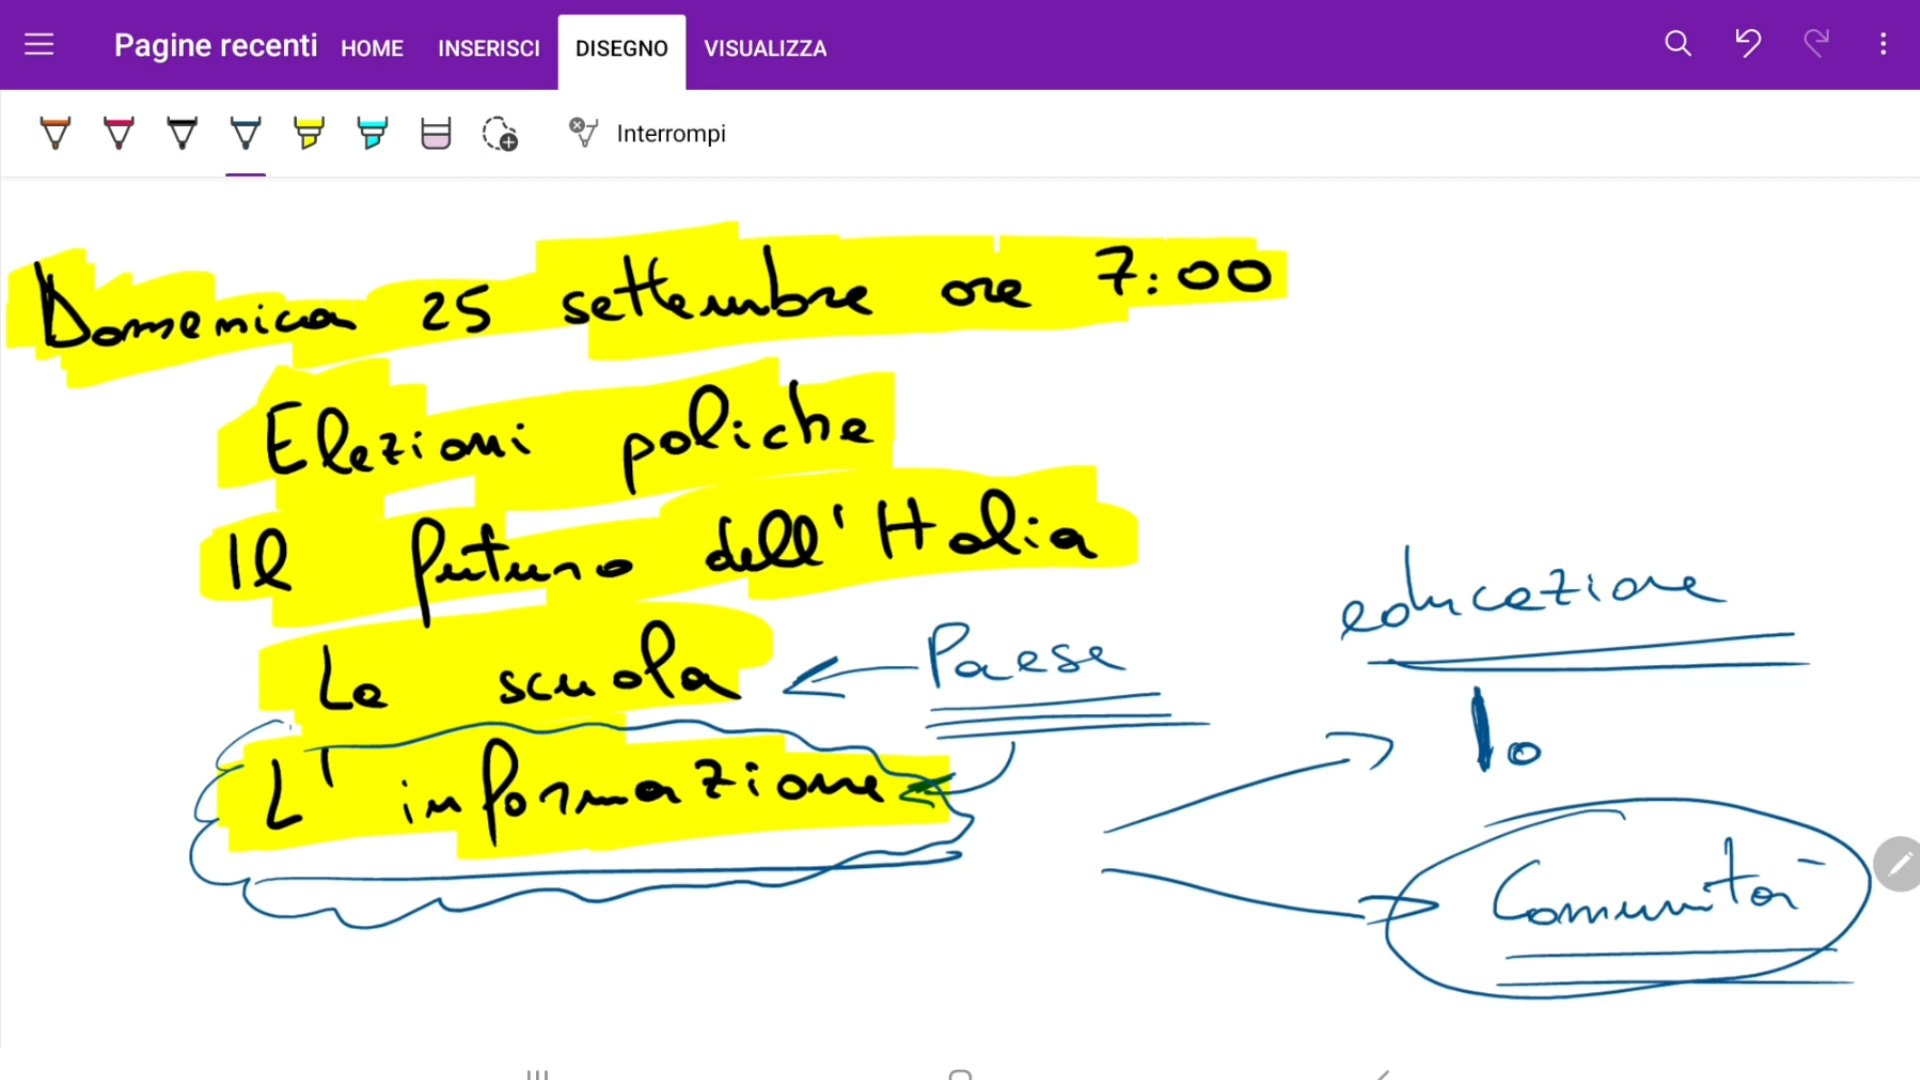 Pagine recenti HOME INSERISCI DISEGNO VISUALIZZA
Interrompi
Domenica 25 settembre ore 7:00
Elezioni poliche
Il futuro dell'Italia
La scuola
Paese
L'informazione
educazione
Io
Comunità